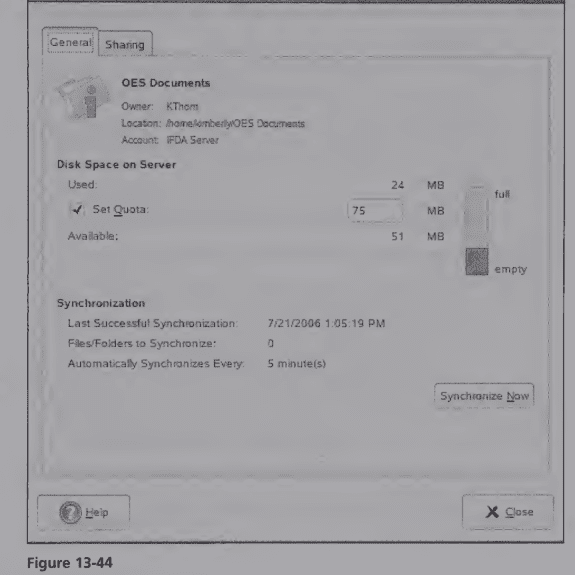 General Sharing
OES Documents
Owner: KThom
Location: /home/kimberly/OES Documents
Account: IFDA Server
Disk Space on Server
Used: 24 MB
full
✓ Set Quota: 75 MB
Available: 51 MB
empty
Synchronization
Last Successful Synchronization: 7/21/2006 1:05:19 PM
Files/Folders to Synchronize: 0
Automatically Synchronizes Every: 5 minute(s)
Synchronize Now
Help X Close
Figure 13-44